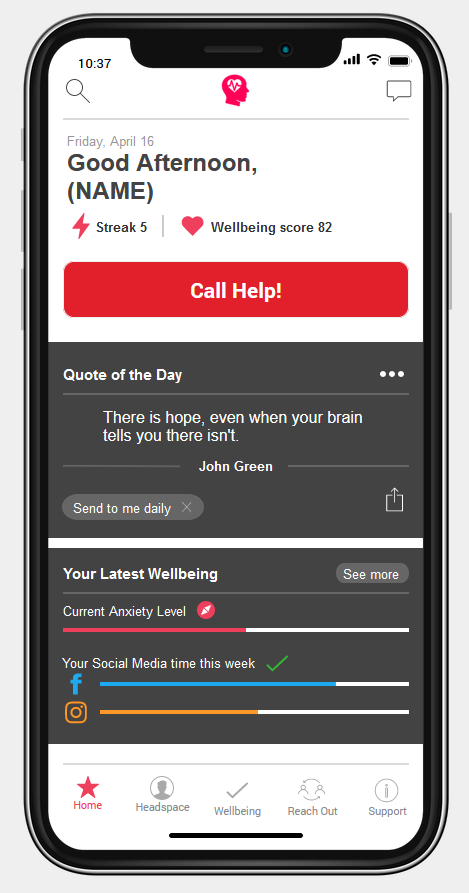 10:37
Friday, April 16
Good Afternoon,
(NAME)
Streak 5
Wellbeing score 82
Call Help!
Quote of the Day
There is hope, even when your brain
tells you there isn't.
John Green
Send to me daily
Your Latest Wellbeing
See more
Current Anxiety Level
Your Social Media time this week
Home
Headspace
Wellbeing
Reach Out
Support